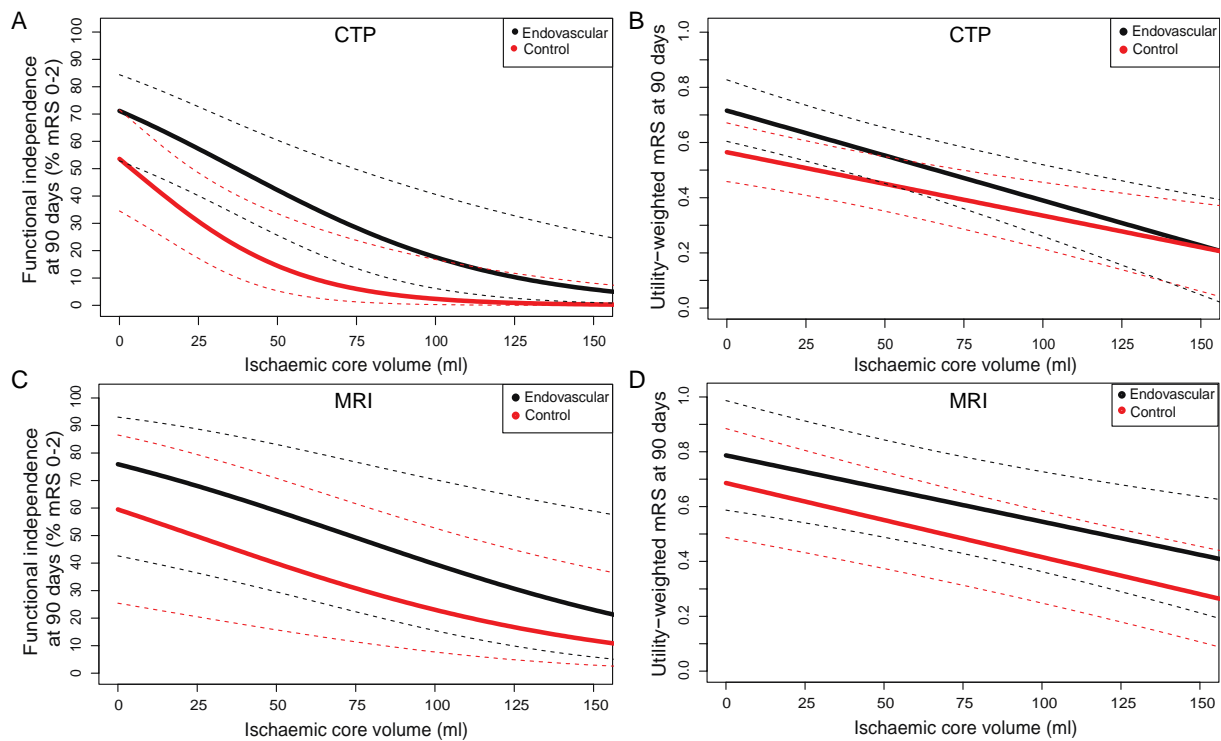 A
CTP
Endovascular
Control
Functional independence
at 90 days (% mRS 0-2)
100
90
80
70
60
50
40
30
20
10
0
0 25 50 75 100 125 150
Ischaemic core volume (ml)
B
CTP
Endovascular
Control
Utility-weighted mRS at 90 days
1.0
0.8
0.6
0.4
0.2
0.0
0 25 50 75 100 125 150
Ischaemic core volume (ml)
C
MRI
Endovascular
Control
Functional independence
at 90 days (% mRS 0-2)
100
90
80
70
60
50
40
30
20
10
0
0 25 50 75 100 125 150
Ischaemic core volume (ml)
D
MRI
Endovascular
Control
Utility-weighted mRS at 90 days
1.0
0.8
0.6
0.4
0.2
0.0
0 25 50 75 100 125 150
Ischaemic core volume (ml)